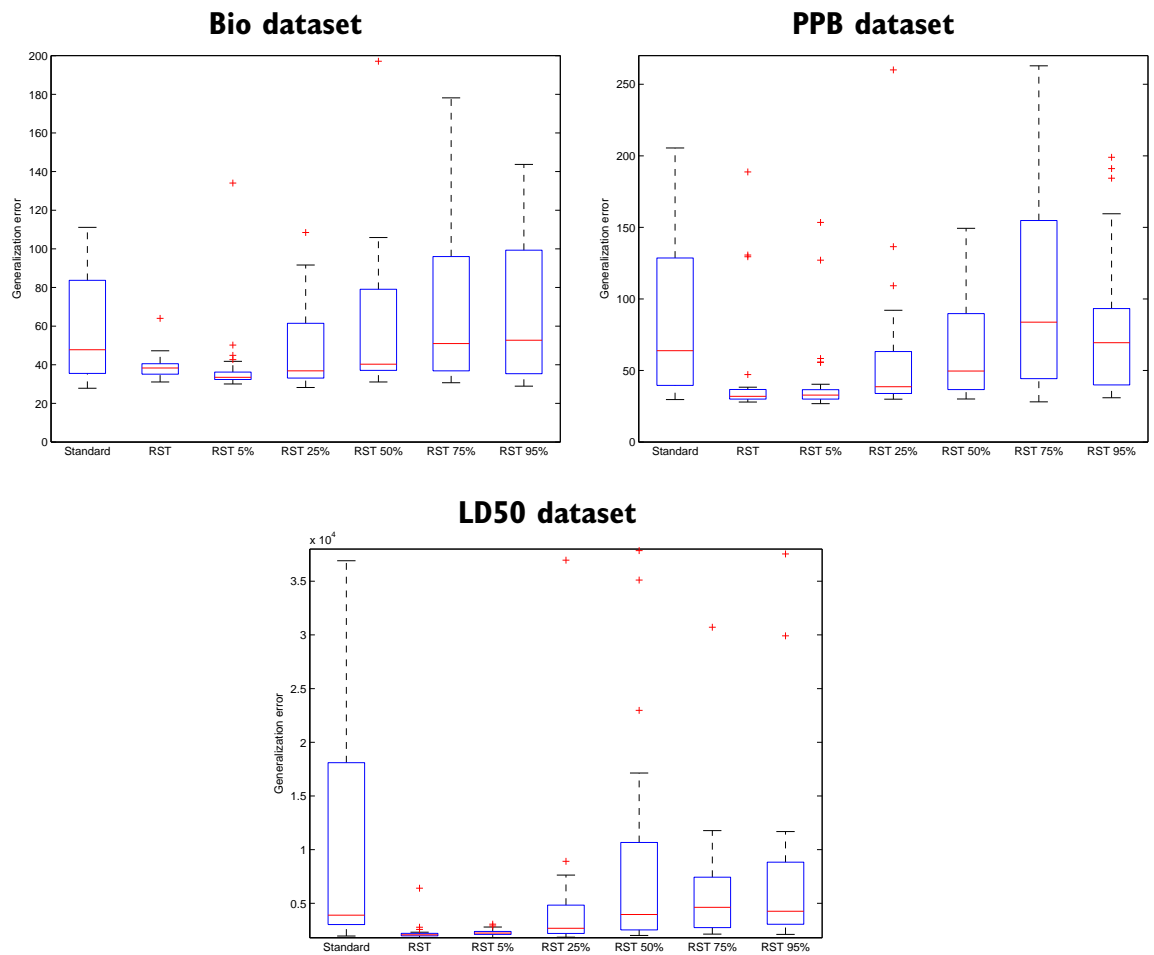 Bio dataset
200
180
160
140
120
100
80
60
40
20
0
Generalization error
Standard RST RST 5% RST 25% RST 50% RST 75% RST 95%
PPB dataset
250
200
150
100
50
0
Generalization error
Standard RST RST 5% RST 25% RST 50% RST 75% RST 95%
LD50 dataset
x 10^4
3.5
3
2.5
2
1.5
1
0.5
Generalization error
Standard RST RST 5% RST 25% RST 50% RST 75% RST 95%